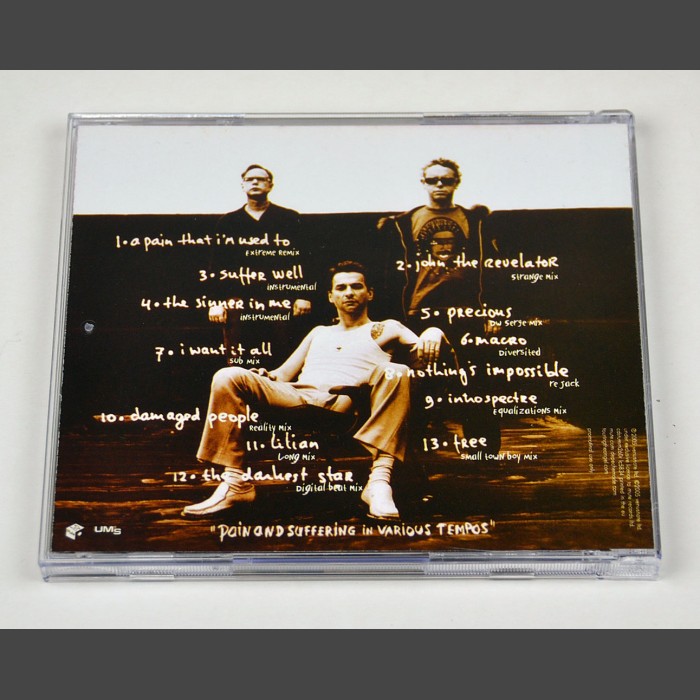 1. a pain that i'm used to
Extreme Remix
2. john the revelator
Strange Mix
3. suffer well
instrumental
4. the sinner in me
instrumental
5. precious
DW Serge Mix
6. macro
Diversited
7. i want it all
Sub Mix
8. nothing's impossible
re jack
9. introspectre
Equalizations Mix
10. damaged people
Reality Mix
11. lilian
Long Mix
12. the darkest star
Digital beat Mix
13. free
Small town boy Mix
"PAIN AND SUFFERING in VARIOUS TEMPOS"
UMS